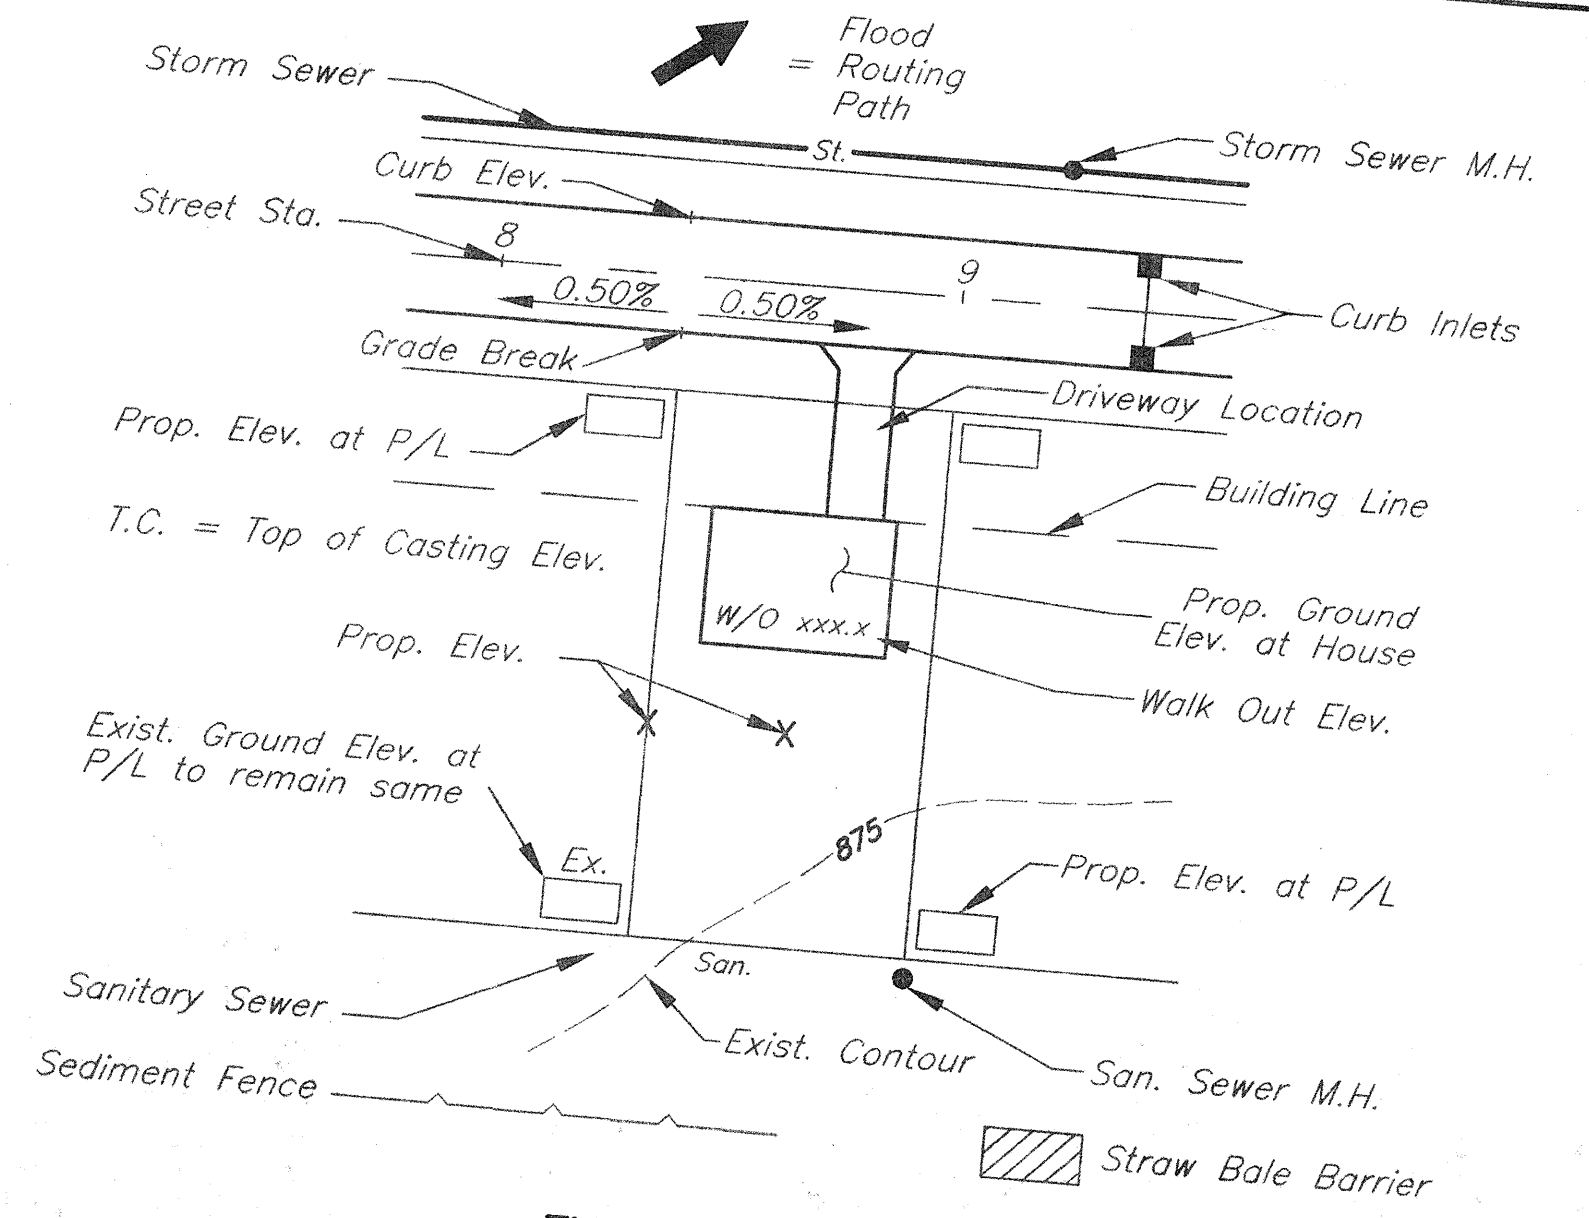 Flood
= Routing
Path
Storm Sewer
St.
Storm Sewer M.H.
Curb Elev.
Street Sta.
8
9
0.50%
0.50%
Curb Inlets
Grade Break
Driveway Location
Prop. Elev. at P/L
Building Line
T.C. = Top of Casting Elev.
Prop. Ground
Elev. at House
W/O xxx.x
Prop. Elev.
Walk Out Elev.
Exist. Ground Elev. at
P/L to remain same
875
Ex.
Prop. Elev. at P/L
San.
Sanitary Sewer
Exist. Contour
San. Sewer M.H.
Sediment Fence
Straw Bale Barrier